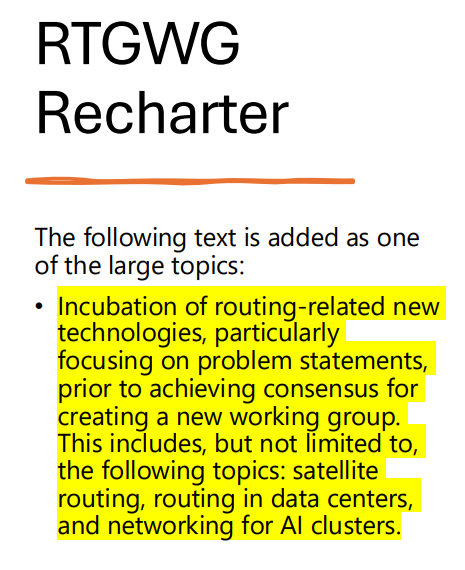 RTGWG
Recharter
The following text is added as one
of the large topics:
• Incubation of routing-related new
technologies, particularly
focusing on problem statements,
prior to achieving consensus for
creating a new working group.
This includes, but not limited to,
the following topics: satellite
routing, routing in data centers,
and networking for AI clusters.